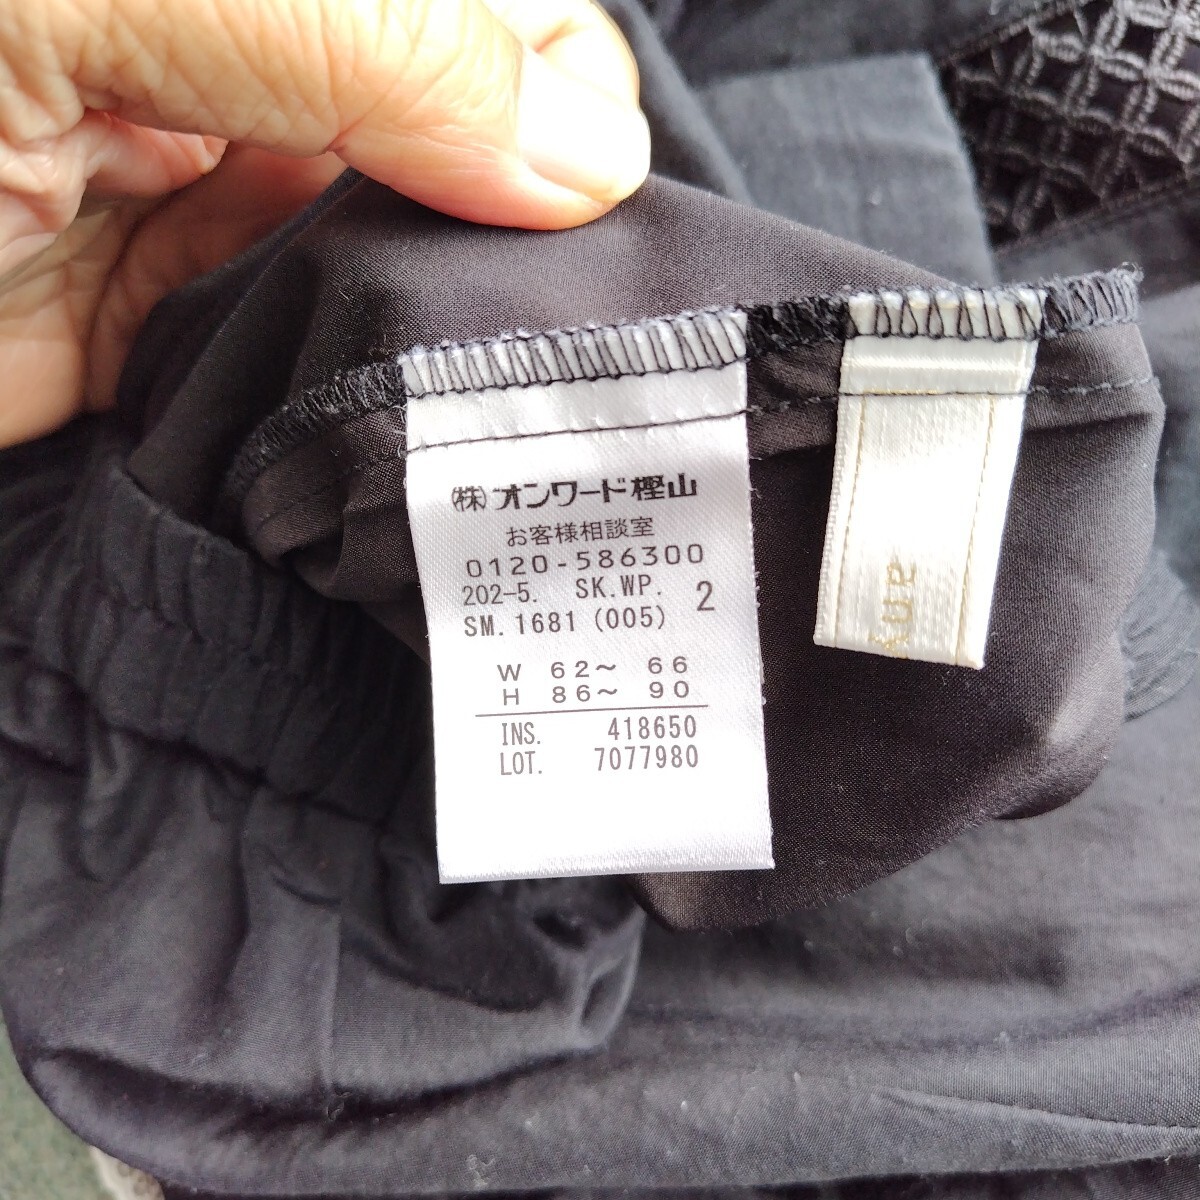 ㈱オンワード樫山
お客様相談室
0120-586300
202-5. SK.WP. 2
SM.1681 (005)
W 62〜 66
H 86〜 90
INS. 418650
LOT. 7077980